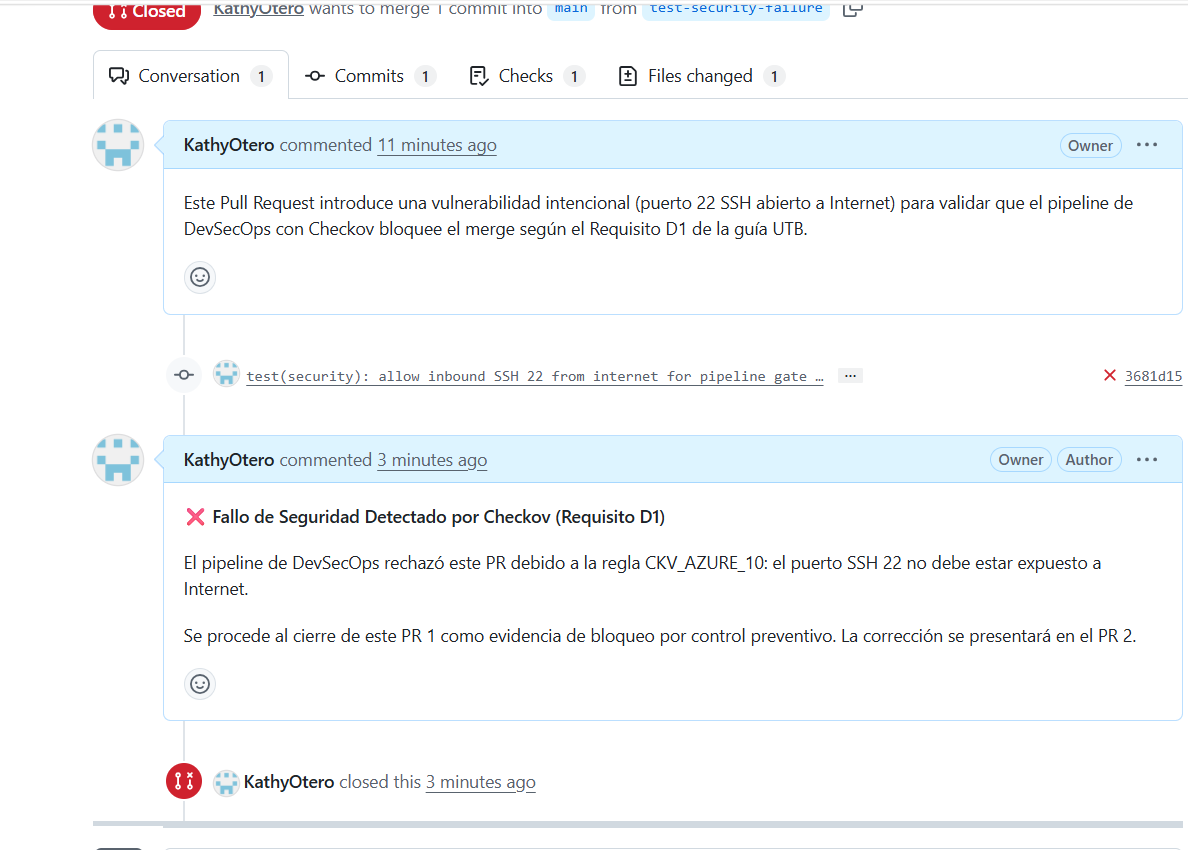 Closed KathyOtero wants to merge 1 commit into main from test-security-failure
Conversation 1 Commits 1 Checks 1 Files changed 1
KathyOtero commented 11 minutes ago Owner ...
Este Pull Request introduce una vulnerabilidad intencional (puerto 22 SSH abierto a Internet) para validar que el pipeline de
DevSecOps con Checkov bloquee el merge según el Requisito D1 de la guía UTB.
test(security): allow inbound SSH 22 from internet for pipeline gate … ... 3681d15
KathyOtero commented 3 minutes ago Owner Author ...
❌ Fallo de Seguridad Detectado por Checkov (Requisito D1)
El pipeline de DevSecOps rechazó este PR debido a la regla CKV_AZURE_10: el puerto SSH 22 no debe estar expuesto a
Internet.
Se procede al cierre de este PR 1 como evidencia de bloqueo por control preventivo. La corrección se presentará en el PR 2.
KathyOtero closed this 3 minutes ago